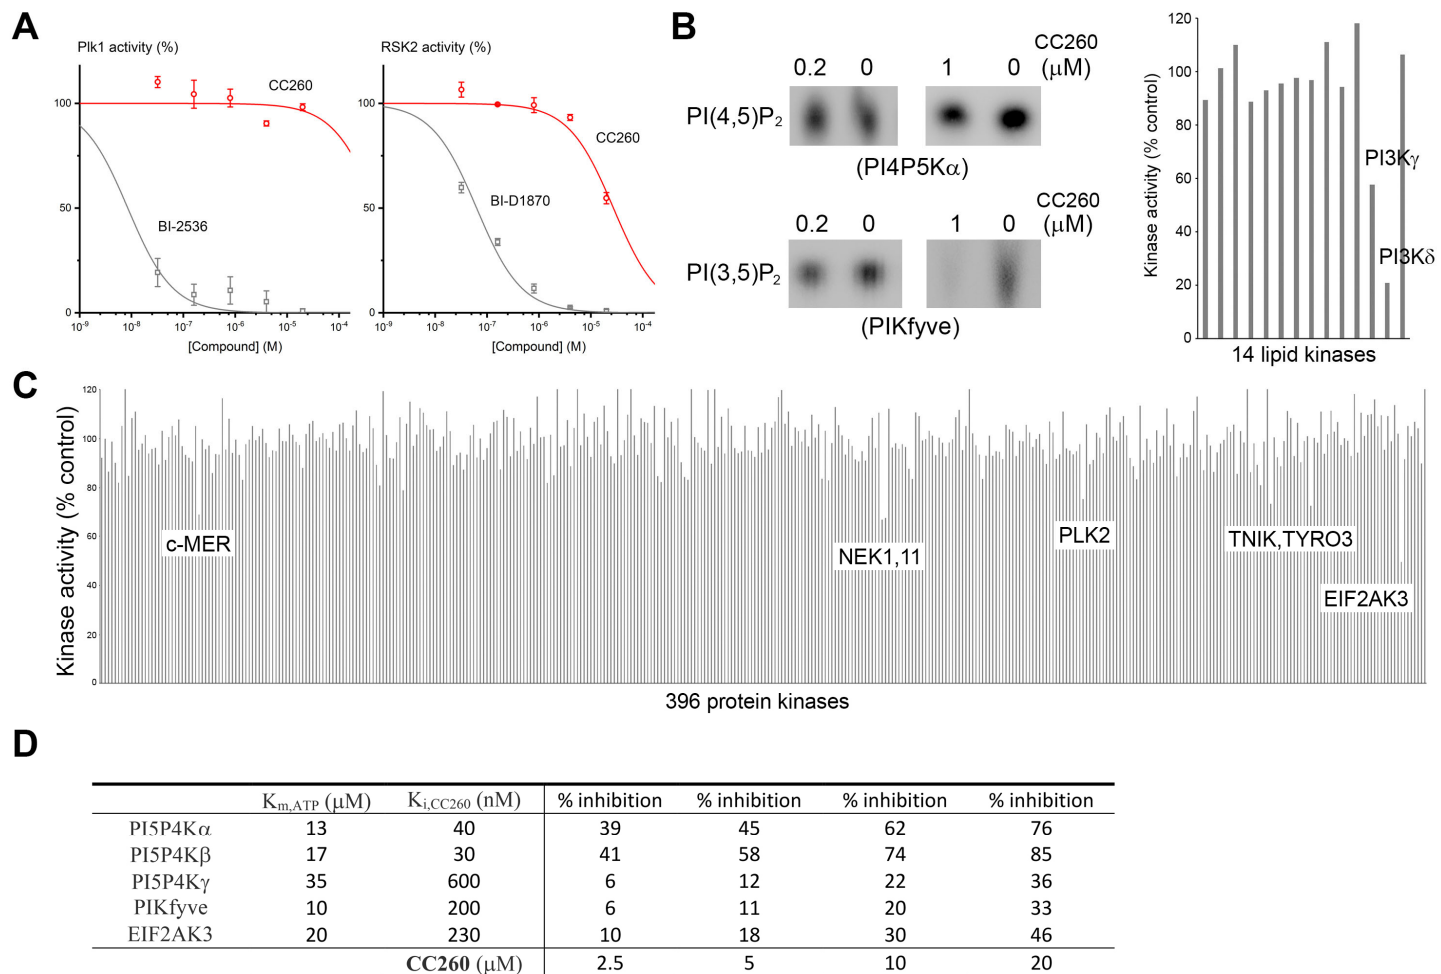 A
Plk1 activity (%)
100
50
0
CC260
BI-2536
10-9 10-8 10-7 10-6 10-5 10-4
[Compound] (M)
RSK2 activity (%)
100
50
0
CC260
BI-D1870
10-9 10-8 10-7 10-6 10-5 10-4
[Compound] (M)
B
0.2 0 1 0 CC260
(μM)
PI(4,5)P2
(PI4P5Kα)
0.2 0 1 0 CC260
(μM)
PI(3,5)P2
(PIKfyve)
Kinase activity (% control)
120
100
80
60
40
20
0
PI3Kγ
PI3Kδ
14 lipid kinases
C
Kinase activity (% control)
120
100
80
60
40
20
0
c-MER
NEK1,11
PLK2
TNIK,TYRO3
EIF2AK3
396 protein kinases
D
Km,ATP (μM) Ki,CC260 (nM) % inhibition % inhibition % inhibition % inhibition
PI5P4Kα 13 40 39 45 62 76
PI5P4Kβ 17 30 41 58 74 85
PI5P4Kγ 35 600 6 12 22 36
PIKfyve 10 200 6 11 20 33
EIF2AK3 20 230 10 18 30 46
CC260 (μM) 2.5 5 10 20